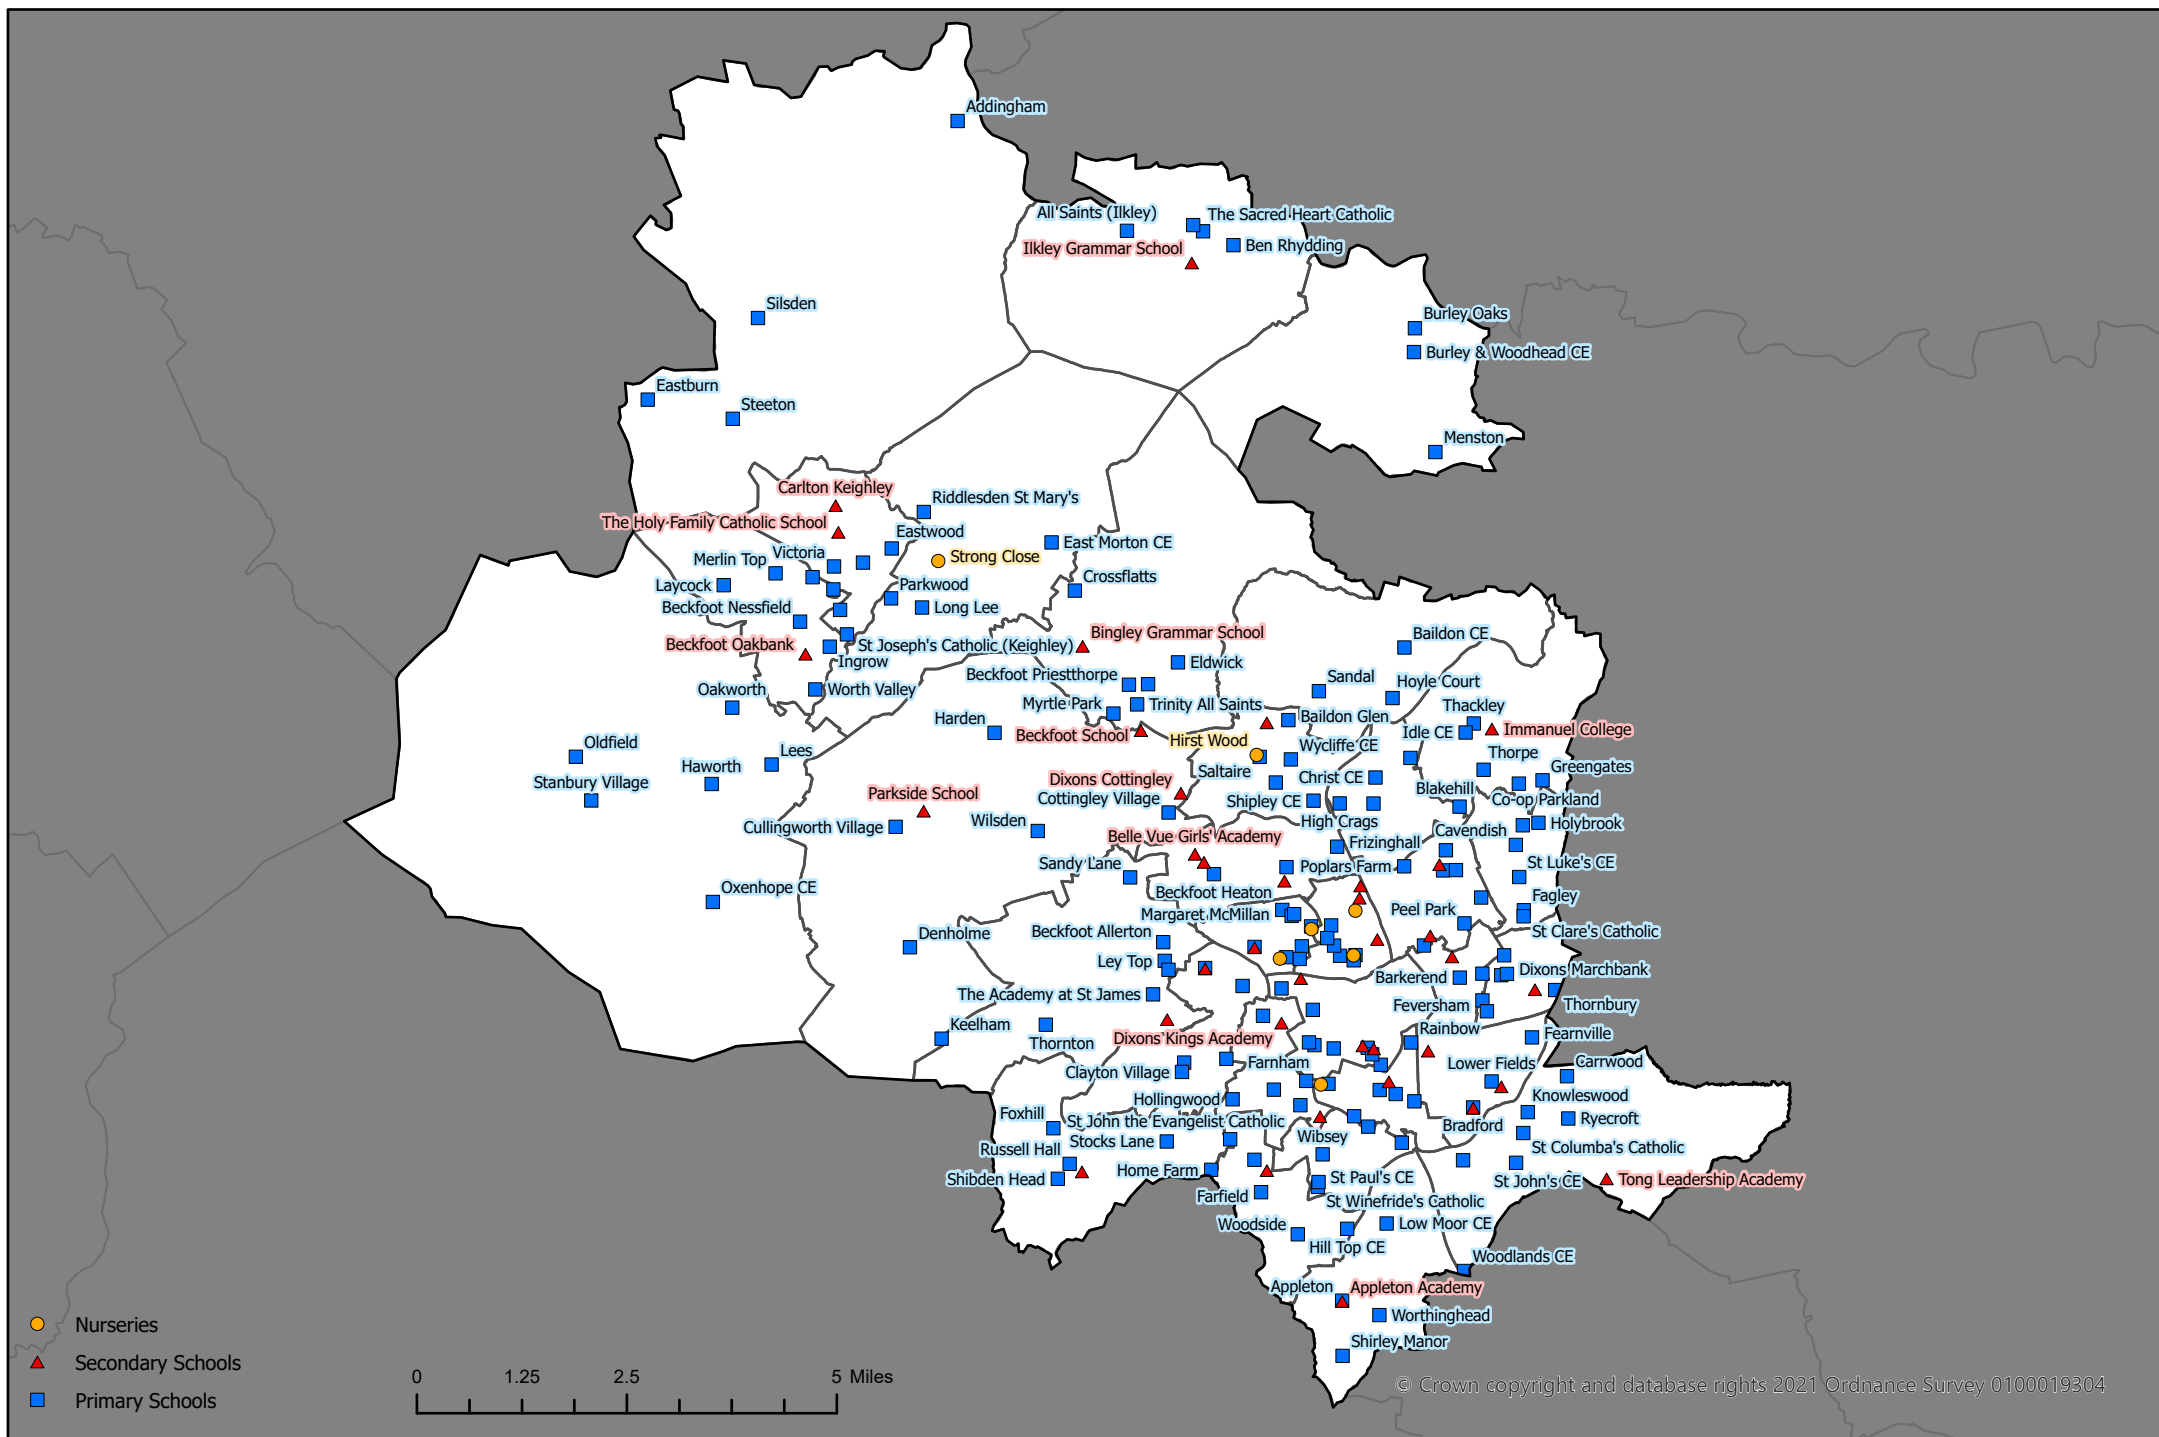 Addingham
All Saints (Ilkley)
The Sacred Heart Catholic
Ilkley Grammar School
Ben Rhydding
Silsden
Burley Oaks
Burley & Woodhead CE
Eastburn
Steeton
Menston
Carlton Keighley
Riddlesden St Mary's
The Holy Family Catholic School
Eastwood
East Morton CE
Victoria
Merlin Top
Strong Close
Laycock
Parkwood
Crossflatts
Beckfoot Nessfield
Long Lee
Beckfoot Oakbank
St Joseph's Catholic (Keighley)
Bingley Grammar School
Baildon CE
Ingrow
Eldwick
Beckfoot Priestthorpe
Sandal
Hoyle Court
Oakworth
Worth Valley
Myrtle Park
Trinity All Saints
Thackley
Harden
Beckfoot School
Baildon Glen
Idle CE
Immanuel College
Oldfield
Lees
Hirst Wood
Wycliffe CE
Thorpe
Haworth
Saltaire
Christ CE
Greengates
Stanbury Village
Dixons Cottingley
Blakehill
Parkside School
Cottingley Village
Shipley CE
Co-op Parkland
Cullingworth Village
Wilsden
High Crags
Cavendish
Holybrook
Belle Vue Girls' Academy
Frizinghall
Sandy Lane
Poplars Farm
St Luke's CE
Oxenhope CE
Beckfoot Heaton
Fagley
Margaret McMillan
Peel Park
Denholme
Beckfoot Allerton
St Clare's Catholic
Ley Top
Barkerend
Dixons Marchbank
The Academy at St James
Feversham
Thornbury
Keelham
Thornton
Dixons Kings Academy
Rainbow
Fearnville
Clayton Village
Farnham
Lower Fields
Carrwood
Hollingwood
Knowleswood
Foxhill
St John the Evangelist Catholic
Ryecroft
Stocks Lane
Wibsey
Bradford
Russell Hall
St Columba's Catholic
Shibden Head
Home Farm
St Paul's CE
St John's CE
Tong Leadership Academy
Farfield
St Winefride's Catholic
Woodside
Low Moor CE
Hill Top CE
Woodlands CE
Appleton
Appleton Academy
Worthinghead
Shirley Manor
Nurseries
Secondary Schools
Primary Schools
0 1.25 2.5 5 Miles
© Crown copyright and database rights 2021 Ordnance Survey 0100019304